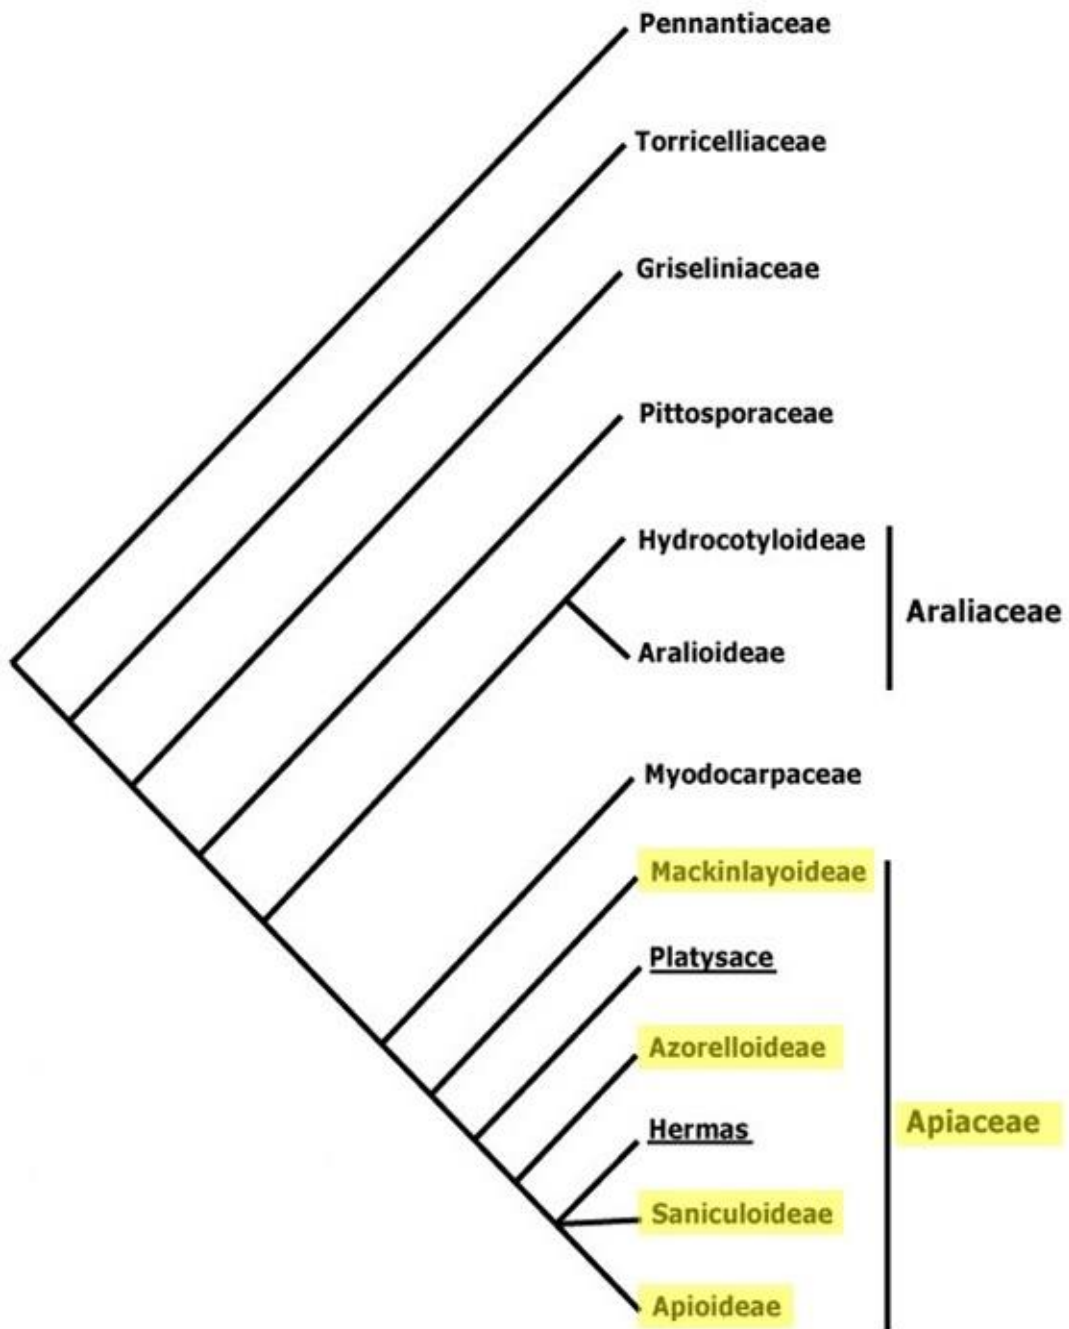 Pennantiaceae
Torricelliaceae
Griseliniaceae
Pittosporaceae
Hydrocotyloideae
Araliaceae
Aralioideae
Myodocarpaceae
Mackinlayoideae
Platysace
Azorelloideae
Apiaceae
Hermas
Saniculoideae
Apioideae